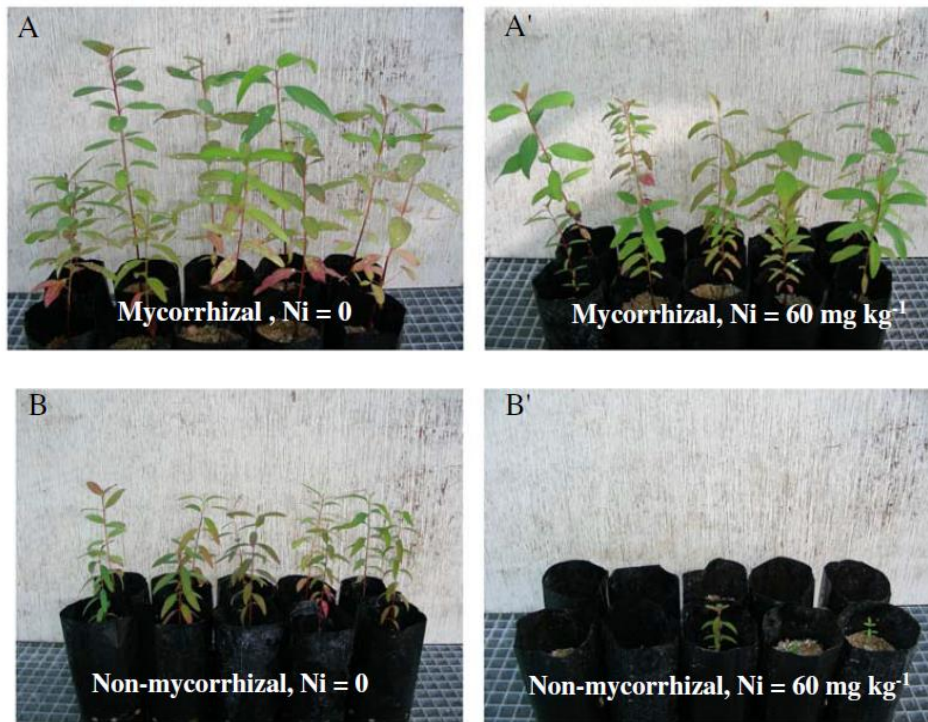 A
Mycorrhizal , Ni = 0
A'
Mycorrhizal, Ni = 60 mg kg⁻¹
B
Non-mycorrhizal, Ni = 0
B'
Non-mycorrhizal, Ni = 60 mg kg⁻¹